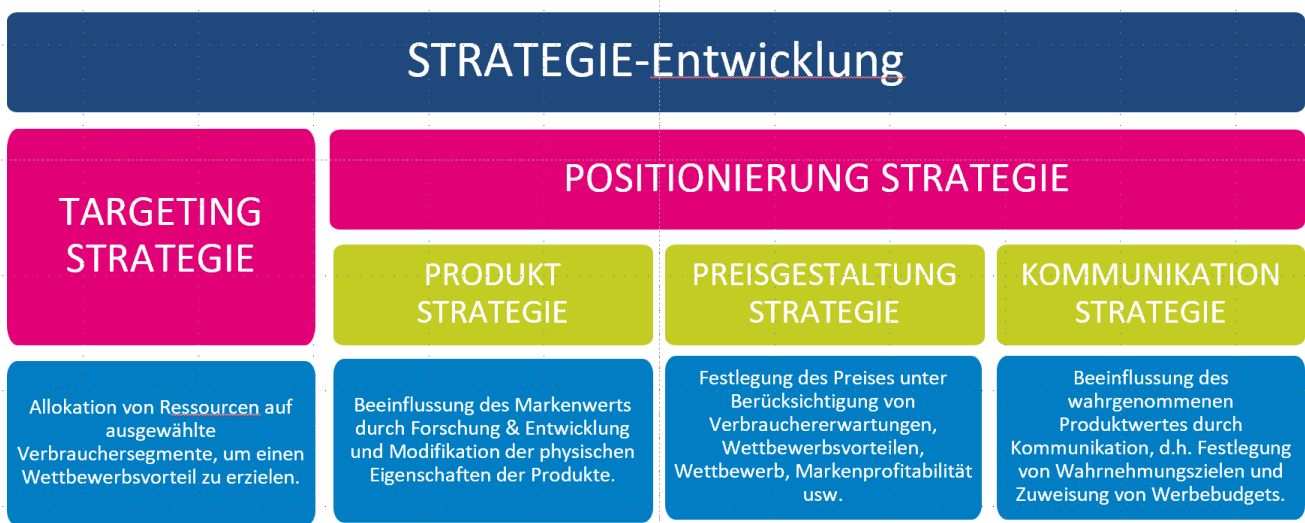 STRATEGIE-Entwicklung
TARGETING
STRATEGIE
POSITIONIERUNG STRATEGIE
PRODUKT
STRATEGIE
PREISGESTALTUNG
STRATEGIE
KOMMUNIKATION
STRATEGIE
Allokation von Ressourcen auf
ausgewählte
Verbrauchersegmente, um einen
Wettbewerbsvorteil zu erzielen.
Beeinflussung des Markenwerts
durch Forschung & Entwicklung
und Modifikation der physischen
Eigenschaften der Produkte.
Festlegung des Preises unter
Berücksichtigung von
Verbrauchererwartungen,
Wettbewerbsvorteilen,
Wettbewerb, Markenprofitabilität
usw.
Beeinflussung des
wahrgenommenen
Produktwertes durch
Kommunikation, d.h. Festlegung
von Wahrnehmungszielen und
Zuweisung von Werbebudgets.